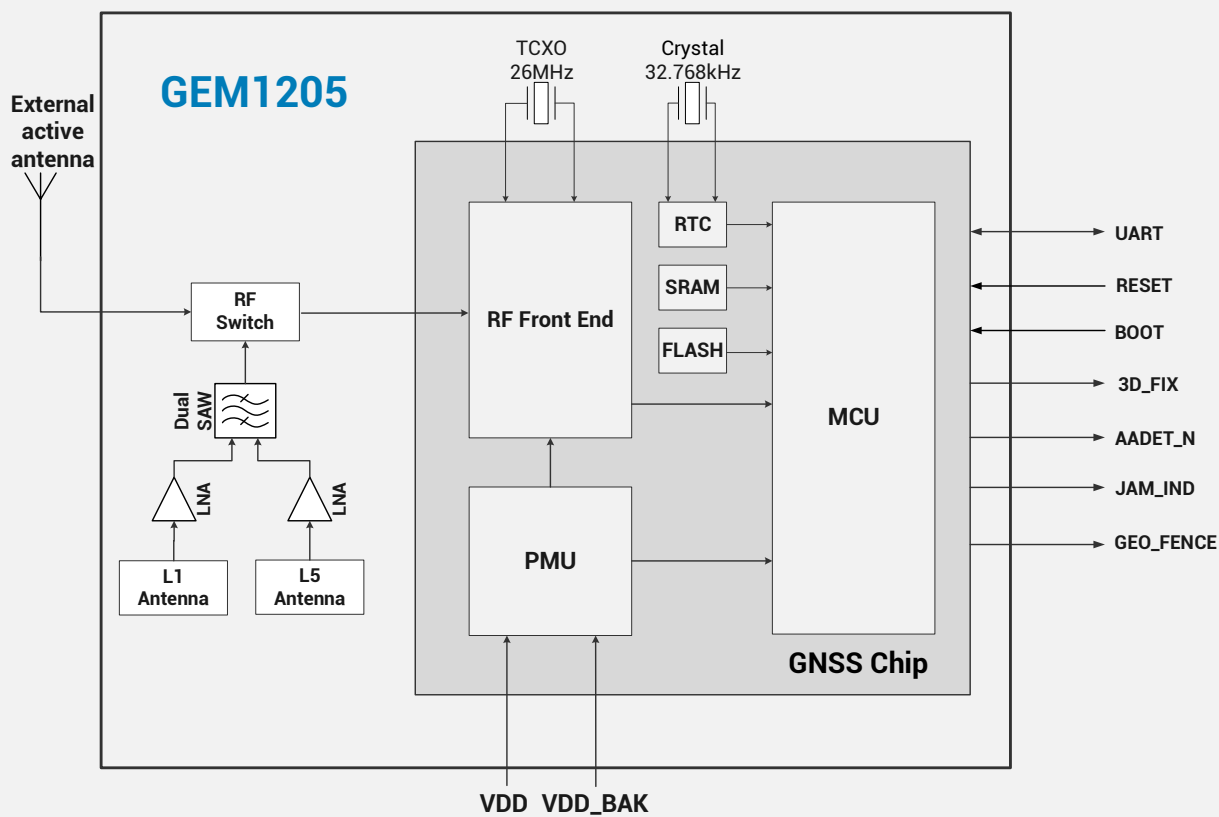 TCXO
26MHz
Crystal
32.768kHz
GEM1205
External
active
antenna
RTC
SRAM
FLASH
RF Front End
MCU
RF
Switch
Dual
SAW
LNA
LNA
L1
Antenna
L5
Antenna
PMU
GNSS Chip
UART
RESET
BOOT
3D_FIX
AADET_N
JAM_IND
GEO_FENCE
VDD
VDD_BAK